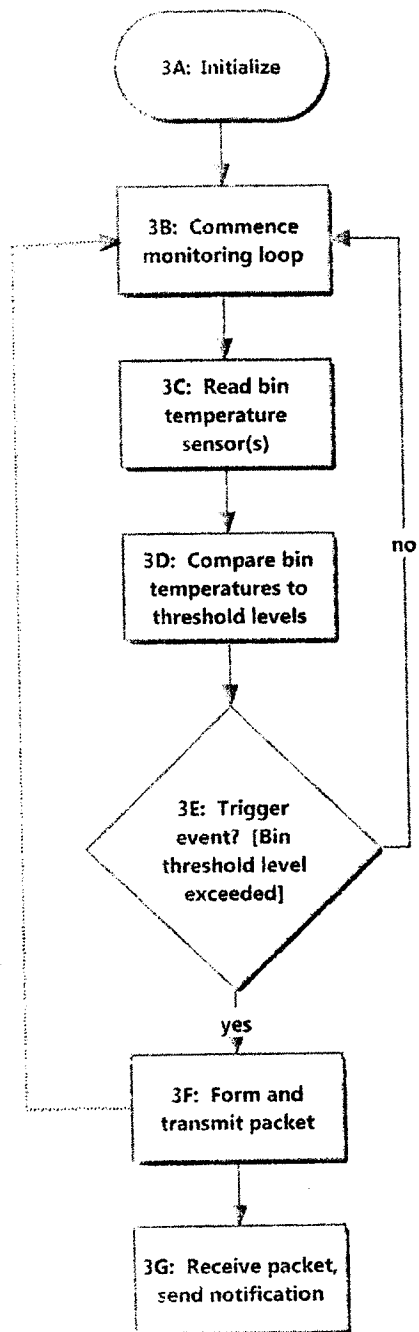 3A: Initialize
3B: Commence
monitoring loop
3C: Read bin
temperature
sensor(s)
3D: Compare bin
temperatures to
threshold levels
no
3E: Trigger
event? [Bin
threshold level
exceeded]
yes
3F: Form and
transmit packet
3G: Receive packet,
send notification